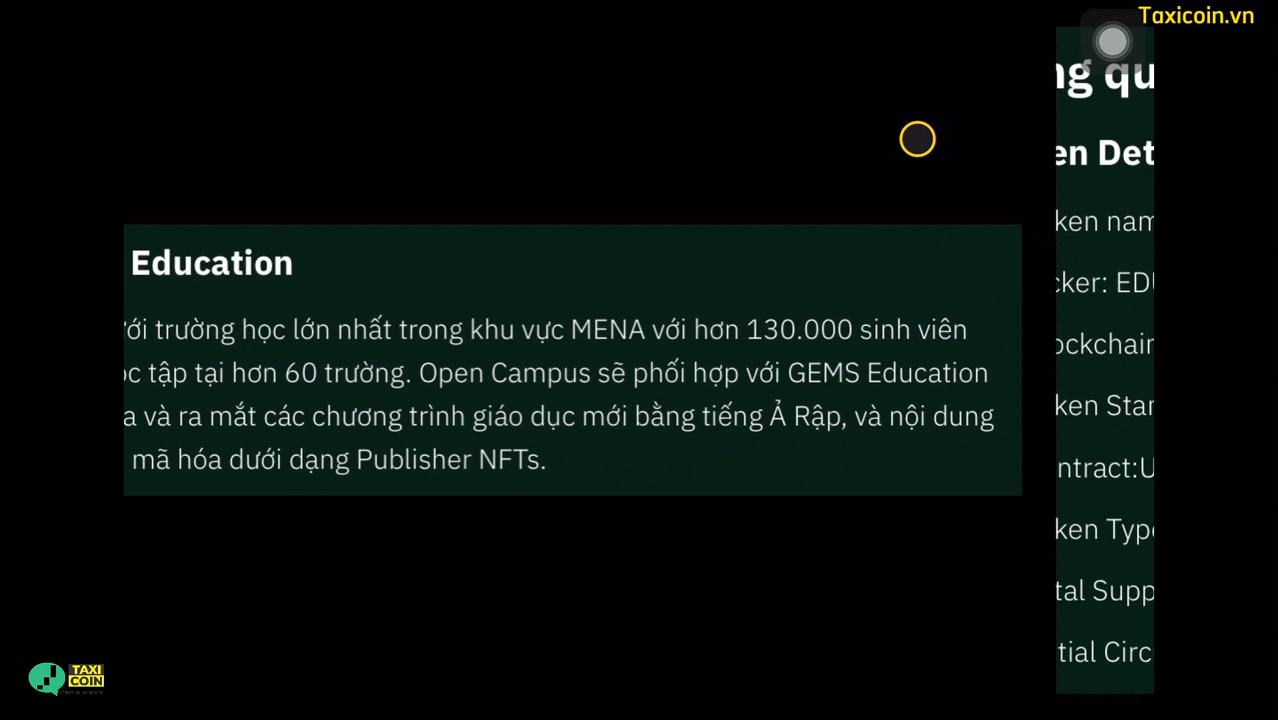 Taxicoin.vn
Education
trường học lớn nhất trong khu vực MENA với hơn 130.000 sinh viên
tập tại hơn 60 trường. Open Campus sẽ phối hợp với GEMS Education
và ra mắt các chương trình giáo dục mới bằng tiếng Ả Rập, và nội dung
mã hóa dưới dạng Publisher NFTs.
ng qu
en Det
ken nam
cker: EDU
ockchain
ken Star
ntract:U
ken Type
tal Supp
tial Circ
TAXI
COIN